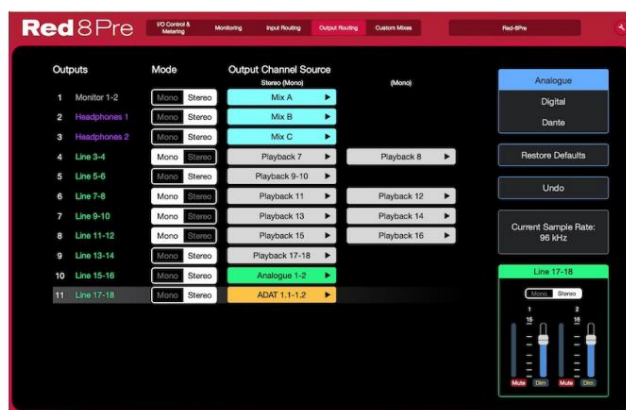 Red 8Pre
I/O Control & Metering Monitoring Input Routing Output Routing Custom Mixes Red-8Pre
Outputs Mode Output Channel Source
Stereo (Mono) (Mono)
1 Monitor 1-2 Mono Stereo Mix A
2 Headphones 1 Mono Stereo Mix B
3 Headphones 2 Mono Stereo Mix C
4 Line 3-4 Mono Stereo Playback 7 Playback 8
5 Line 5-6 Mono Stereo Playback 9-10
6 Line 7-8 Mono Stereo Playback 11 Playback 12
7 Line 9-10 Mono Stereo Playback 13 Playback 14
8 Line 11-12 Mono Stereo Playback 15 Playback 16
9 Line 13-14 Mono Stereo Playback 17-18
10 Line 15-16 Mono Stereo Analogue 1-2
11 Line 17-18 Mono Stereo ADAT 1.1-1.2
Analogue
Digital
Dante
Restore Defaults
Undo
Current Sample Rate:
96 kHz
Line 17-18
Mono Stereo
1 2
Mute Dim Mute Dim